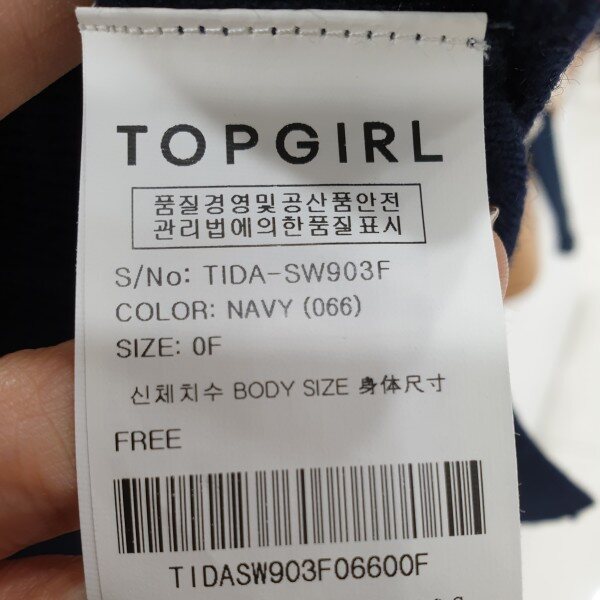 TOPGIRL
품질경영및공산품안전
관리법에의한품질표시
S/No: TIDA-SW903F
COLOR: NAVY (066)
SIZE: 0F
신체치수 BODY SIZE 身体尺寸
FREE
TIDASW903F06600F